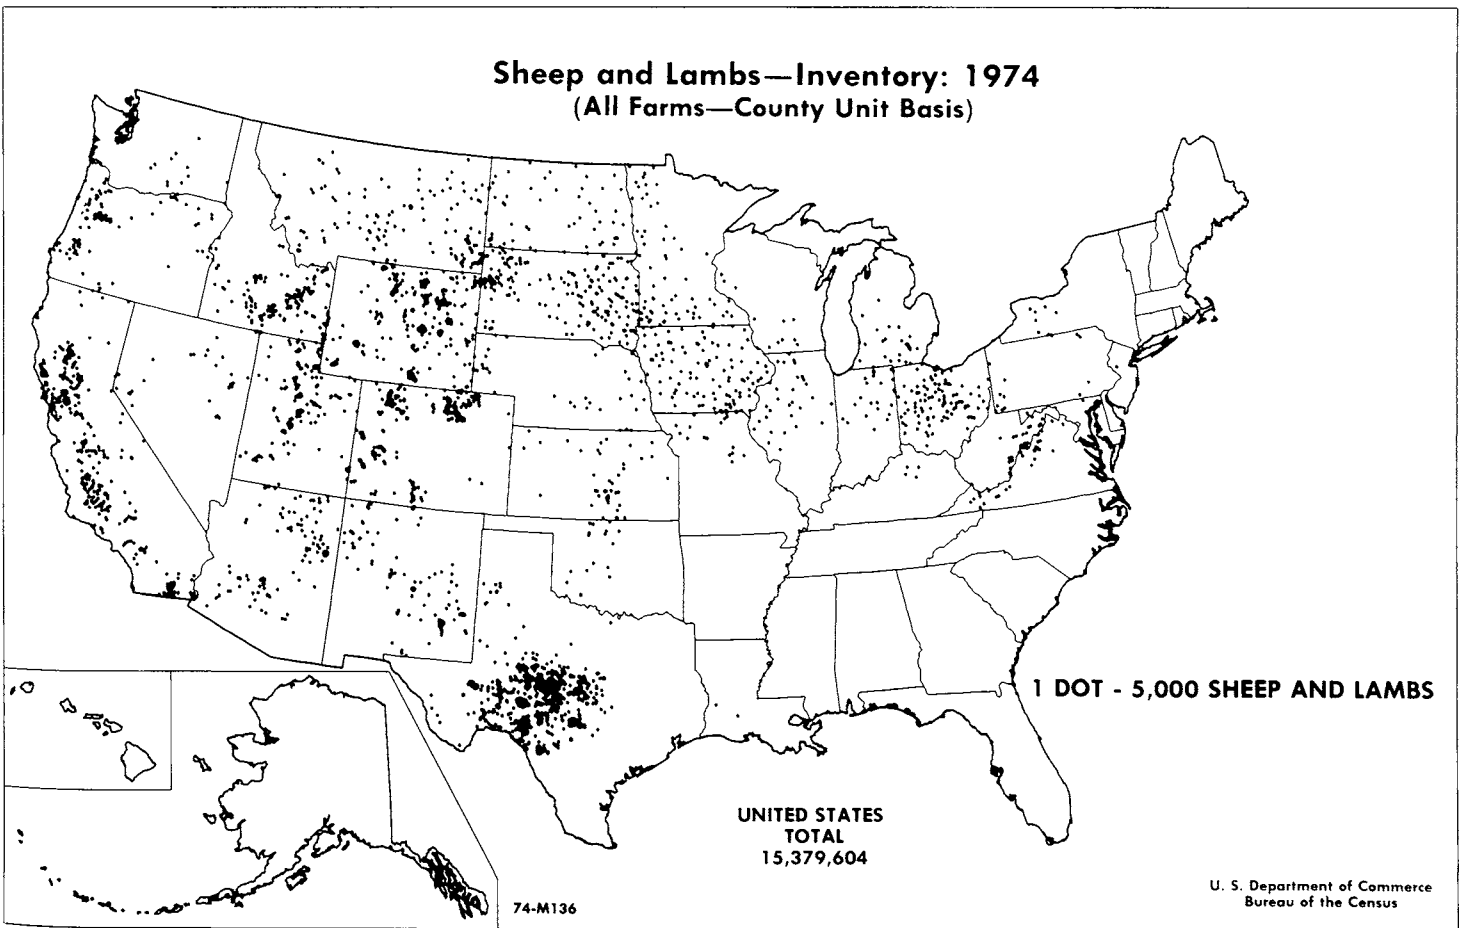 Sheep and Lambs—Inventory: 1974
(All Farms—County Unit Basis)
1 DOT - 5,000 SHEEP AND LAMBS
UNITED STATES
TOTAL
15,379,604
74-M136
U. S. Department of Commerce
Bureau of the Census